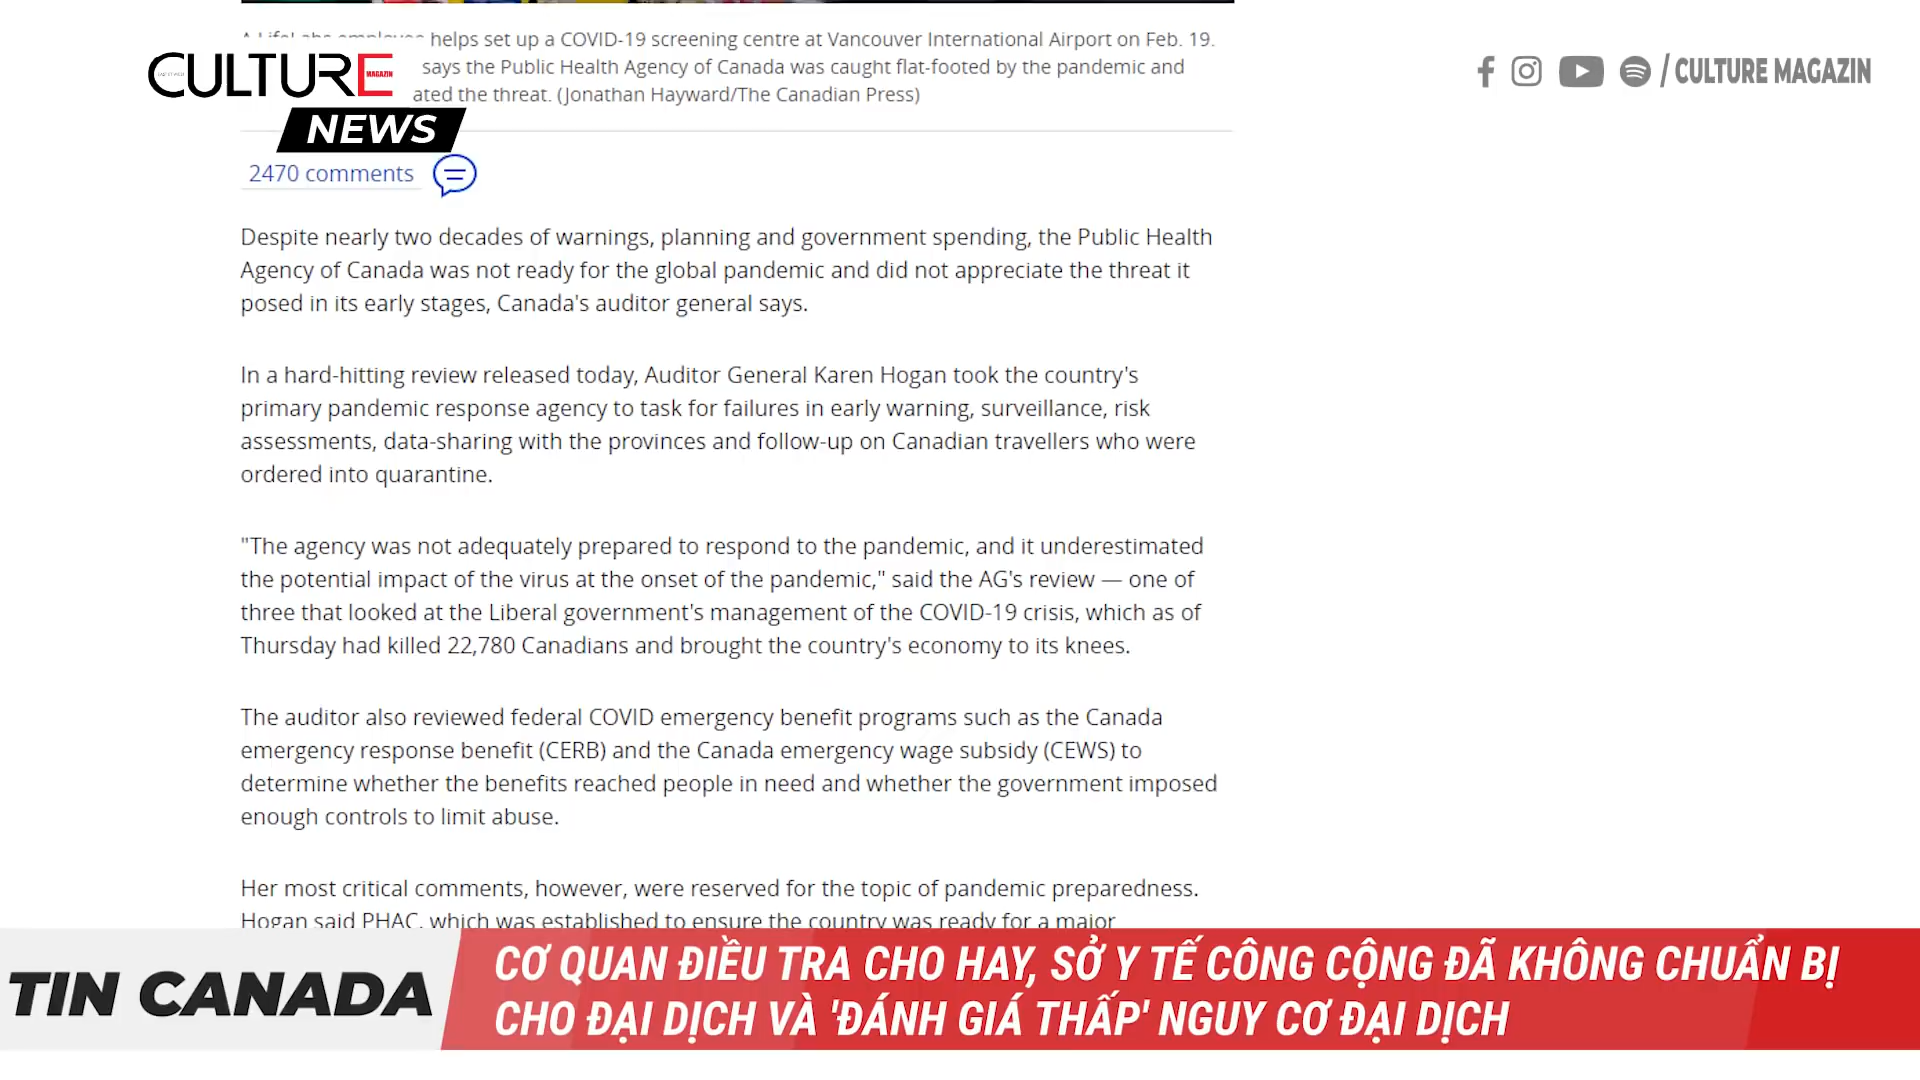 helps set up a COVID-19 screening centre at Vancouver International Airport on Feb. 19.
says the Public Health Agency of Canada was caught flat-footed by the pandemic and
ated the threat. (Jonathan Hayward/The Canadian Press)
CULTURE
MAGAZIN
NEWS
/ CULTURE MAGAZIN
2470 comments
Despite nearly two decades of warnings, planning and government spending, the Public Health
Agency of Canada was not ready for the global pandemic and did not appreciate the threat it
posed in its early stages, Canada's auditor general says.
In a hard-hitting review released today, Auditor General Karen Hogan took the country's
primary pandemic response agency to task for failures in early warning, surveillance, risk
assessments, data-sharing with the provinces and follow-up on Canadian travellers who were
ordered into quarantine.
"The agency was not adequately prepared to respond to the pandemic, and it underestimated
the potential impact of the virus at the onset of the pandemic," said the AG's review — one of
three that looked at the Liberal government's management of the COVID-19 crisis, which as of
Thursday had killed 22,780 Canadians and brought the country's economy to its knees.
The auditor also reviewed federal COVID emergency benefit programs such as the Canada
emergency response benefit (CERB) and the Canada emergency wage subsidy (CEWS) to
determine whether the benefits reached people in need and whether the government imposed
enough controls to limit abuse.
Her most critical comments, however, were reserved for the topic of pandemic preparedness.
Hogan said PHAC, which was established to ensure the country was ready for a major
TIN CANADA
CƠ QUAN ĐIỀU TRA CHO HAY, SỞ Y TẾ CÔNG CỘNG ĐÃ KHÔNG CHUẨN BỊ
CHO ĐẠI DỊCH VÀ 'ĐÁNH GIÁ THẤP' NGUY CƠ ĐẠI DỊCH